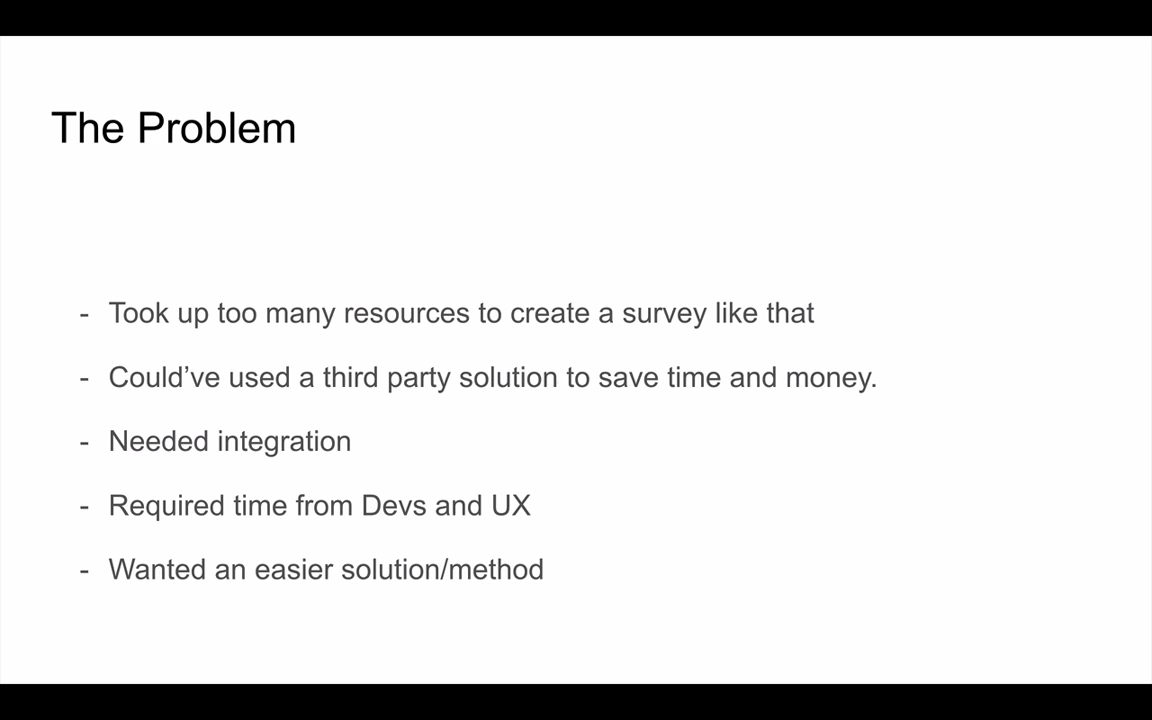 The Problem
- Took up too many resources to create a survey like that
- Could’ve used a third party solution to save time and money.
- Needed integration
- Required time from Devs and UX
- Wanted an easier solution/method